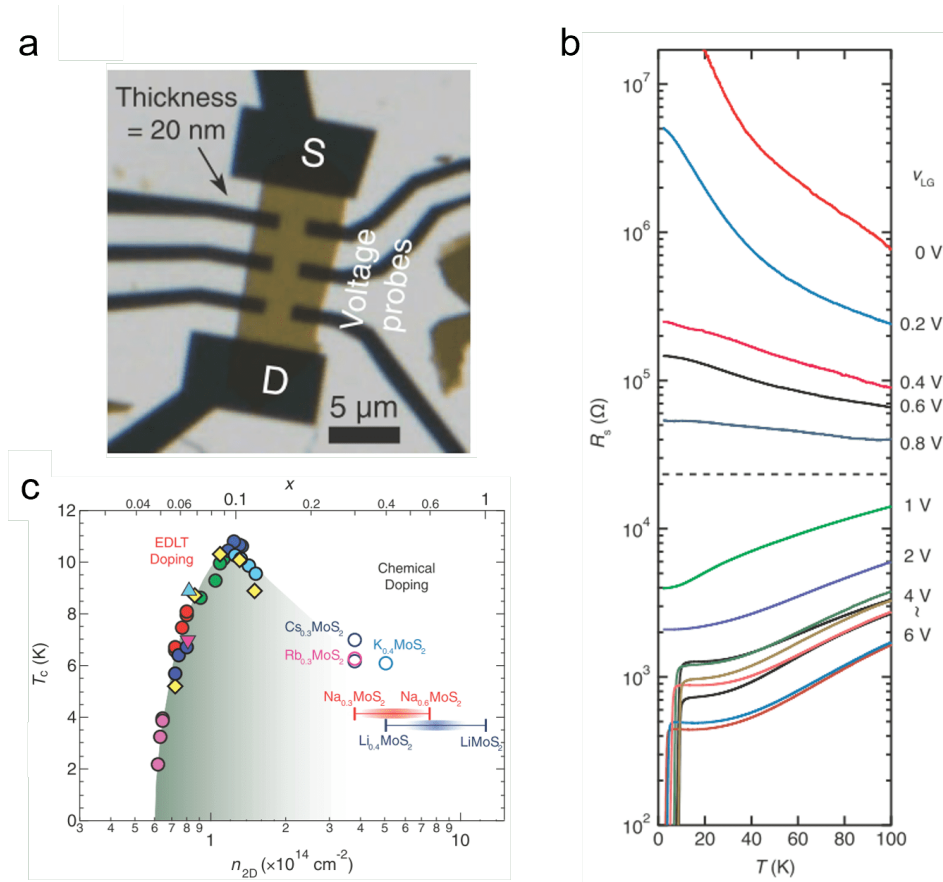 a
Thickness
= 20 nm
S
Voltage
probes
D
5 μm
b
10⁷
10⁶
10⁵
10⁴
10³
10²
Rₛ (Ω)
V_LG
0 V
0.2 V
0.4 V
0.6 V
0.8 V
1 V
2 V
4 V
~
6 V
0 20 40 60 80 100
T (K)
c
x
0.04 0.06 0.1 0.2 0.4 0.6 1
12
10
8
6
4
2
0
T_c (K)
EDLT
Doping
Chemical
Doping
Cs₀.₃MoS₂
Rb₀.₃MoS₂
K₀.₄MoS₂
Na₀.₃MoS₂ Na₀.₆MoS₂
Li₀.₄MoS₂ LiMoS₂
3 4 5 6 7 8 9 1 2 3 4 5 6 7 8 9 10
n₂D (×10¹⁴ cm⁻²)